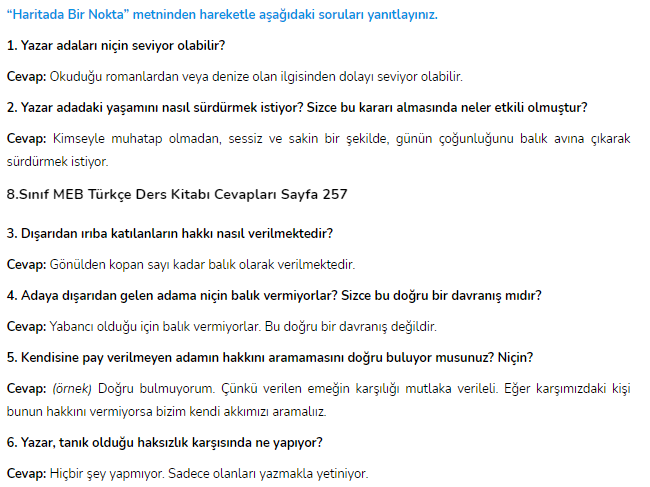 “Haritada Bir Nokta” metninden hareketle aşağıdaki soruları yanıtlayınız.
1. Yazar adaları niçin seviyor olabilir?
Cevap: Okuduğu romanlardan veya denize olan ilgisinden dolayı seviyor olabilir.
2. Yazar adadaki yaşamını nasıl sürdürmek istiyor? Sizce bu kararı almasında neler etkili olmuştur?
Cevap: Kimseyle muhatap olmadan, sessiz ve sakin bir şekilde, günün çoğunluğunu balık avına çıkarak
sürdürmek istiyor.
8.Sınıf MEB Türkçe Ders Kitabı Cevapları Sayfa 257
3. Dışarıdan ırıba katılanların hakkı nasıl verilmektedir?
Cevap: Gönülden kopan sayı kadar balık olarak verilmektedir.
4. Adaya dışarıdan gelen adama niçin balık vermiyorlar? Sizce bu doğru bir davranış mıdır?
Cevap: Yabancı olduğu için balık vermiyorlar. Bu doğru bir davranış değildir.
5. Kendisine pay verilmeyen adamın hakkını aramamasını doğru buluyor musunuz? Niçin?
Cevap: (örnek) Doğru bulmuyorum. Çünkü verilen emeğin karşılığı mutlaka verileli. Eğer karşımızdaki kişi
bunun hakkını vermiyorsa bizim kendi akkımızı aramalıız.
6. Yazar, tanık olduğu haksızlık karşısında ne yapıyor?
Cevap: Hiçbir şey yapmıyor. Sadece olanları yazmakla yetiniyor.